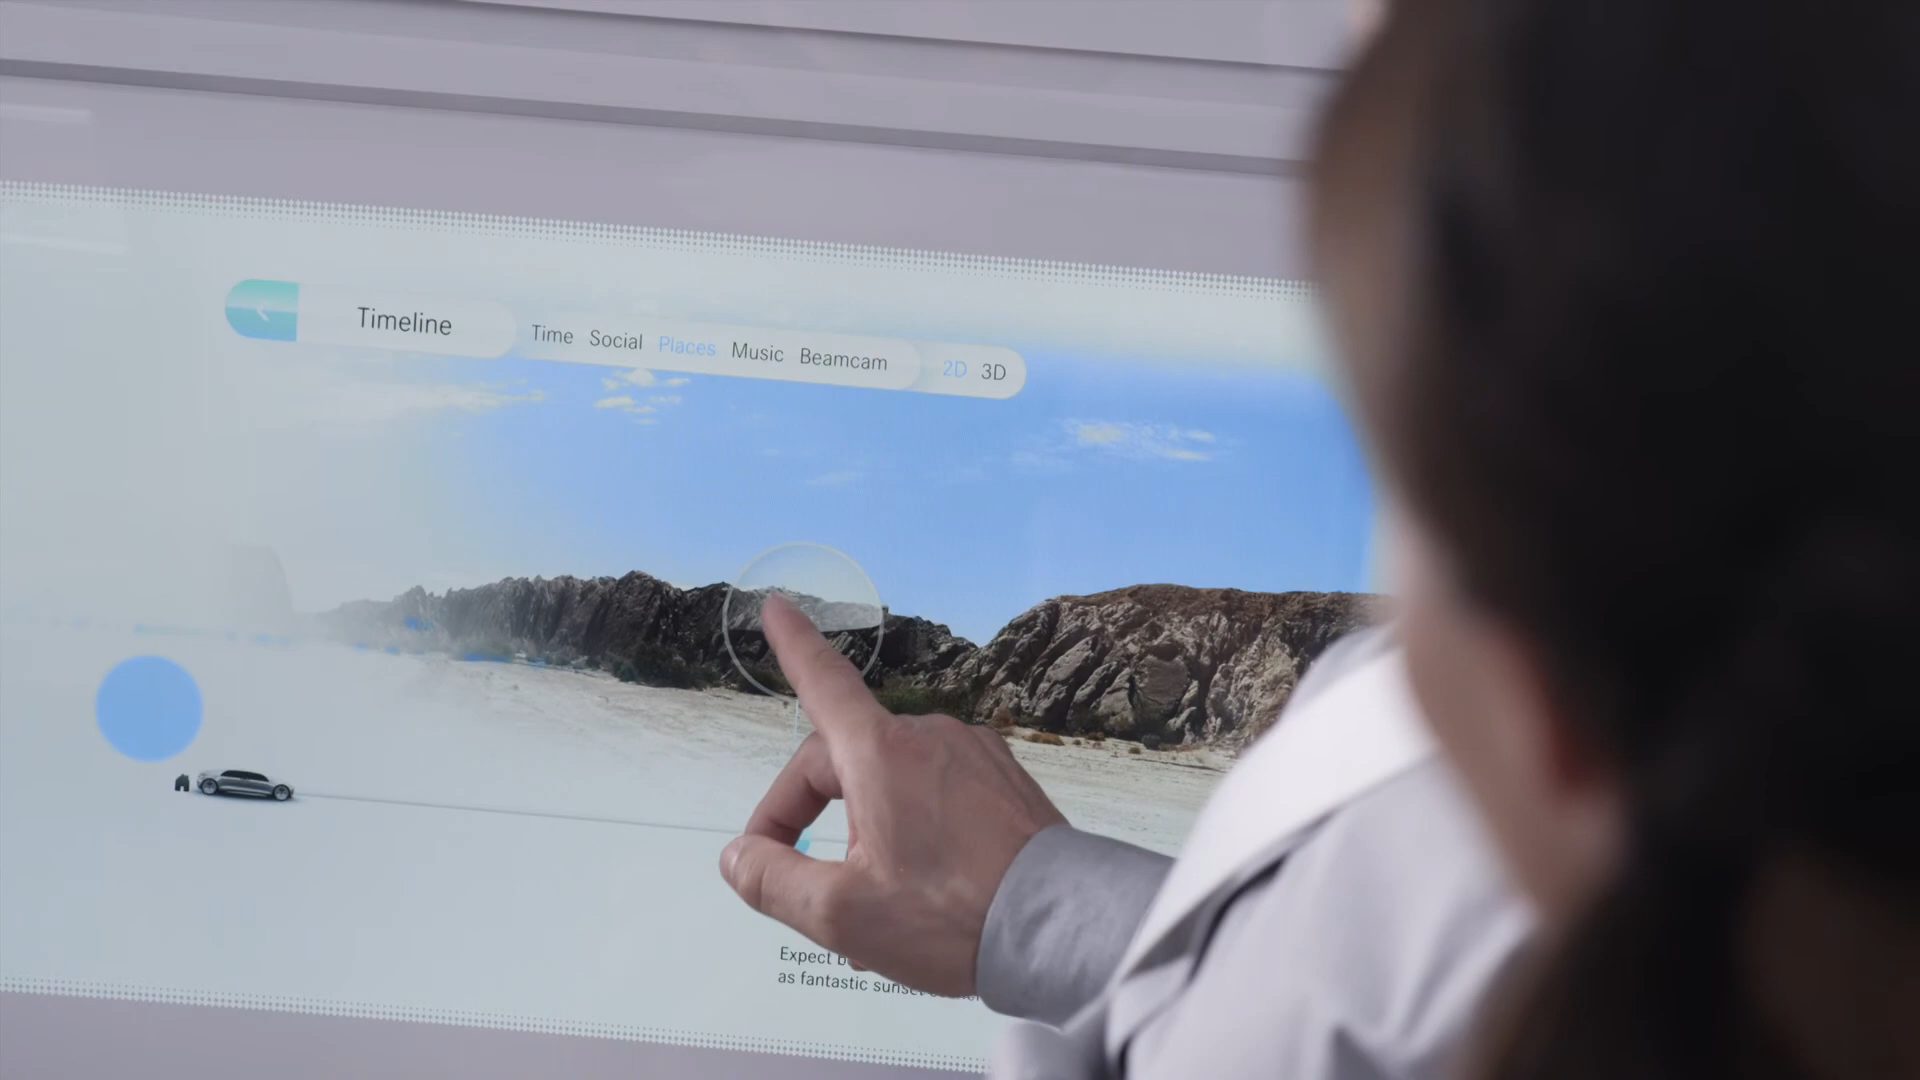 Timeline
Time Social Places Music Beamcam
2D 3D
Expect
as fantastic sunset